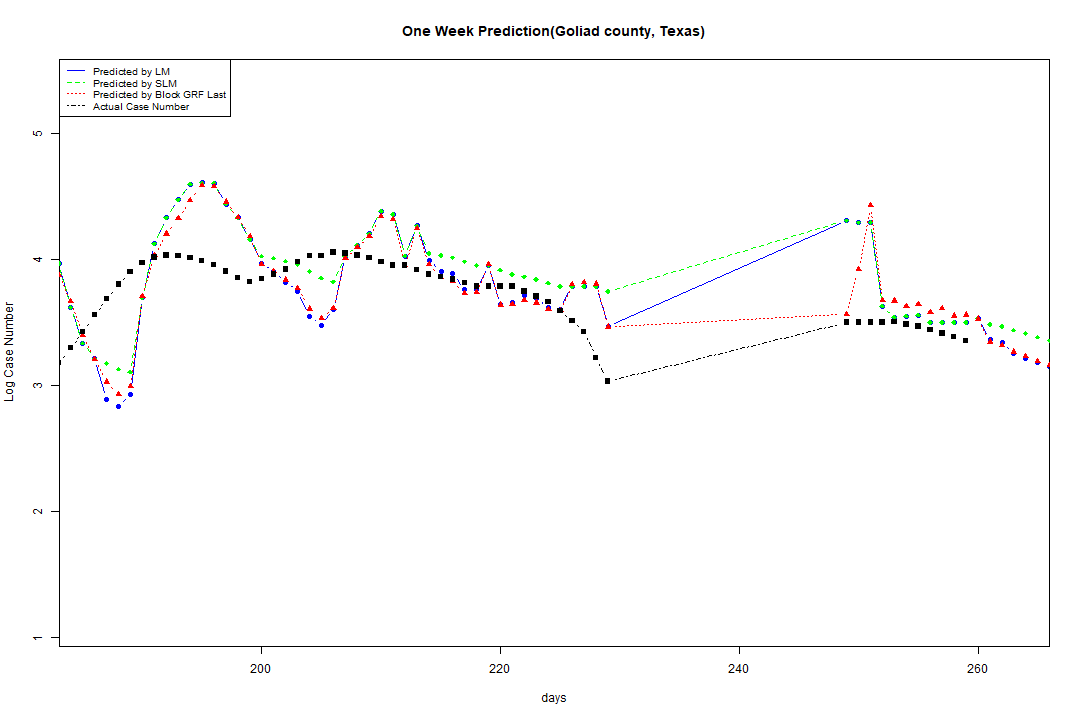 One Week Prediction(Goliad county, Texas)
Predicted by LM
Predicted by SLM
Predicted by Block GRF Last
Actual Case Number
5
4
3
2
1
Log Case Number
200
220
240
260
days